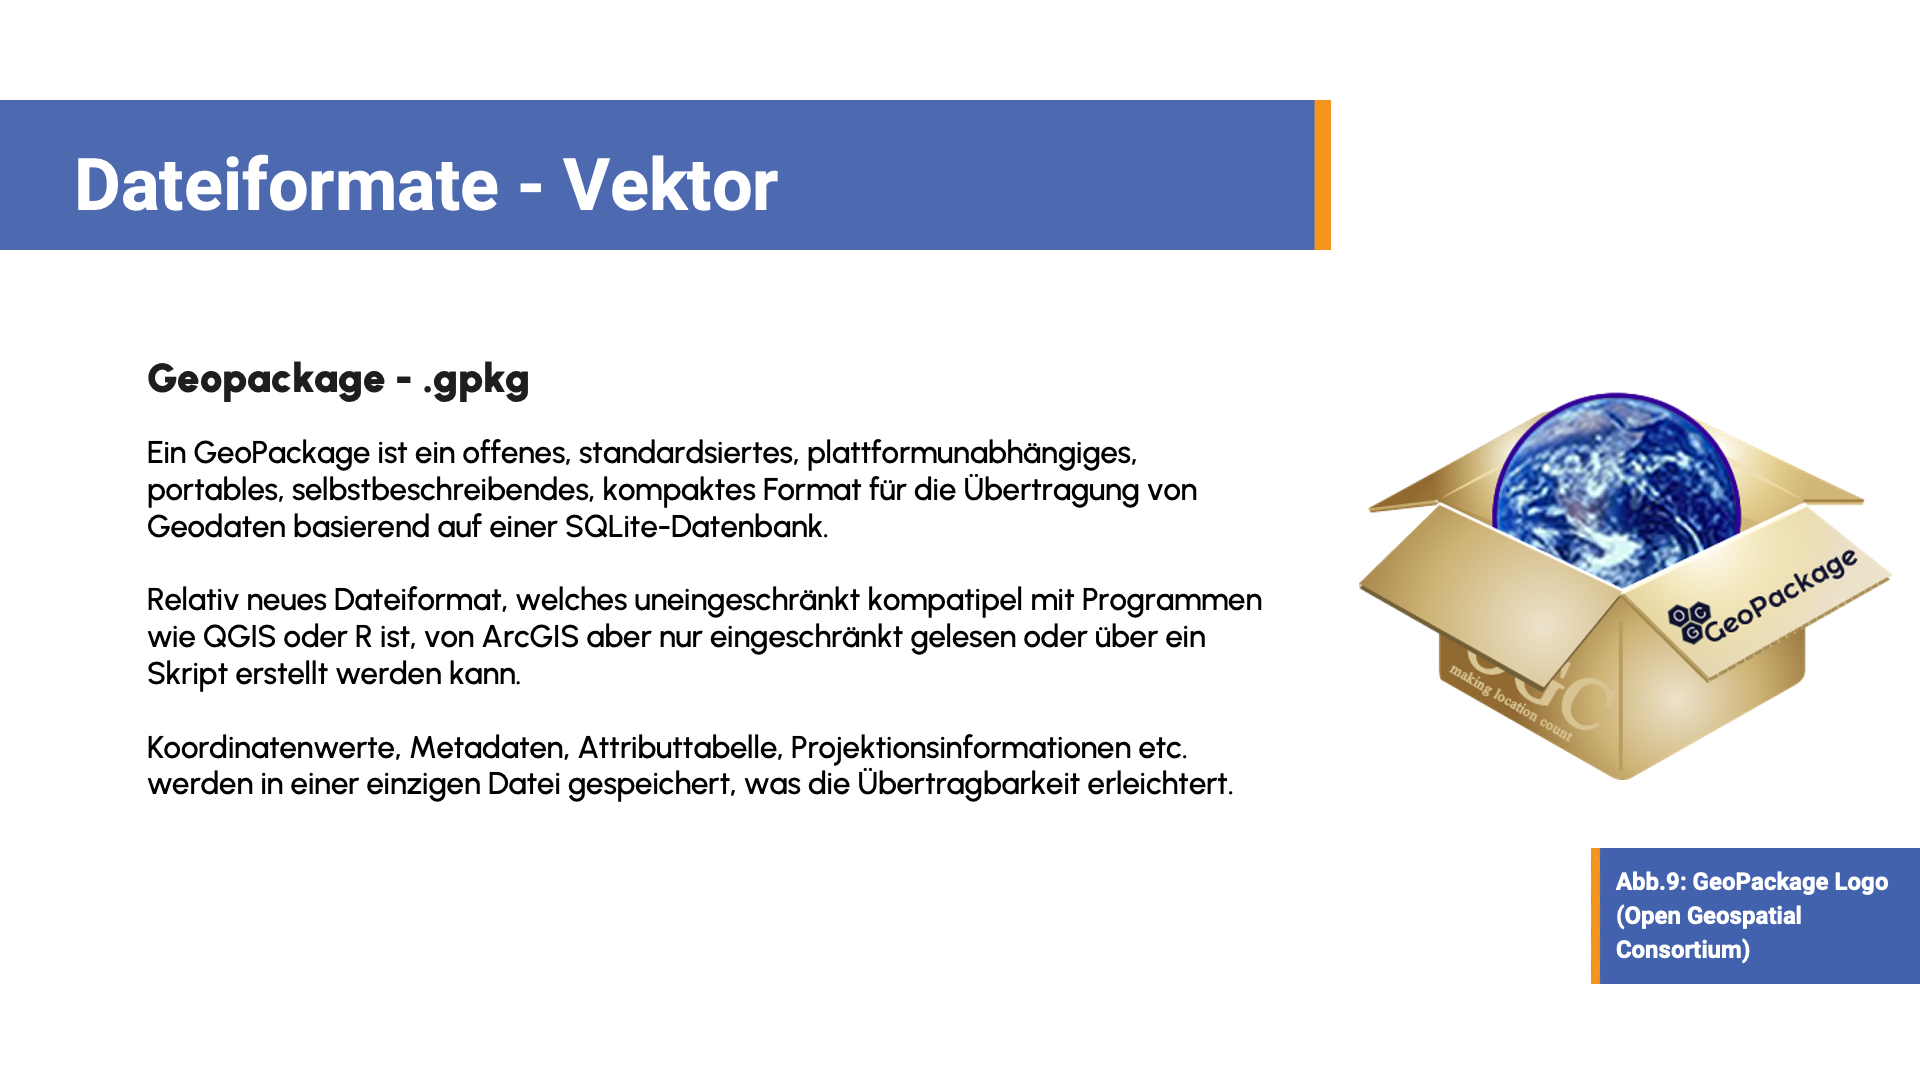 Dateiformate - Vektor
Geopackage - .gpkg
Ein GeoPackage ist ein offenes, standardsiertes, plattformunabhängiges,
portables, selbstbeschreibendes, kompaktes Format für die Übertragung von
Geodaten basierend auf einer SQLite-Datenbank.
Relativ neues Dateiformat, welches uneingeschränkt kompatipel mit Programmen
wie QGIS oder R ist, von ArcGIS aber nur eingeschränkt gelesen oder über ein
Skript erstellt werden kann.
Koordinatenwerte, Metadaten, Attributtabelle, Projektionsinformationen etc.
werden in einer einzigen Datei gespeichert, was die Übertragbarkeit erleichtert.
OGC GeoPackage
OGC
making location count
Abb.9: GeoPackage Logo
(Open Geospatial
Consortium)